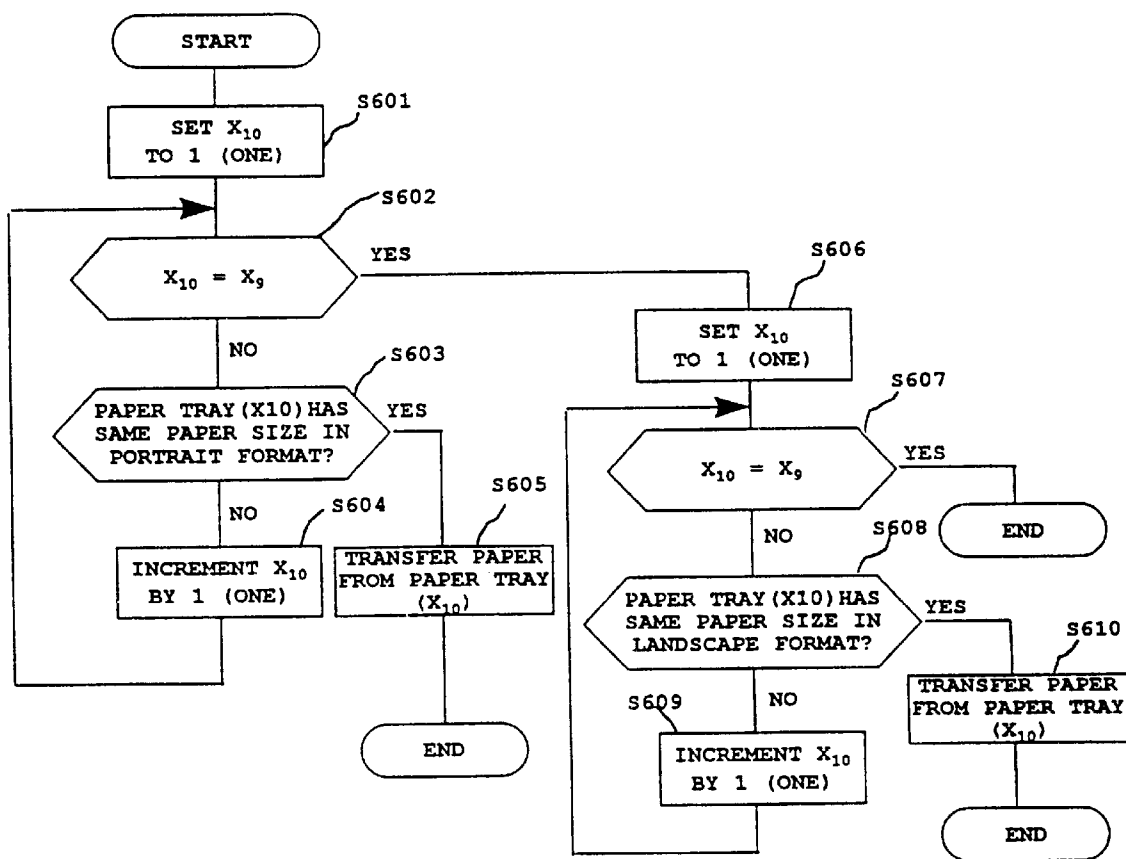 START
S601
SET X₁₀
TO 1 (ONE)
S602
X₁₀ = X₉
YES
NO
S603
PAPER TRAY(X10)HAS
SAME PAPER SIZE IN
PORTRAIT FORMAT?
YES
NO
S604
INCREMENT X₁₀
BY 1 (ONE)
S605
TRANSFER PAPER
FROM PAPER TRAY
(X₁₀)
END
S606
SET X₁₀
TO 1 (ONE)
S607
X₁₀ = X₉
YES
END
NO
S608
PAPER TRAY(X10)HAS
SAME PAPER SIZE IN
LANDSCAPE FORMAT?
YES
NO
S609
INCREMENT X₁₀
BY 1 (ONE)
S610
TRANSFER PAPER
FROM PAPER TRAY
(X₁₀)
END